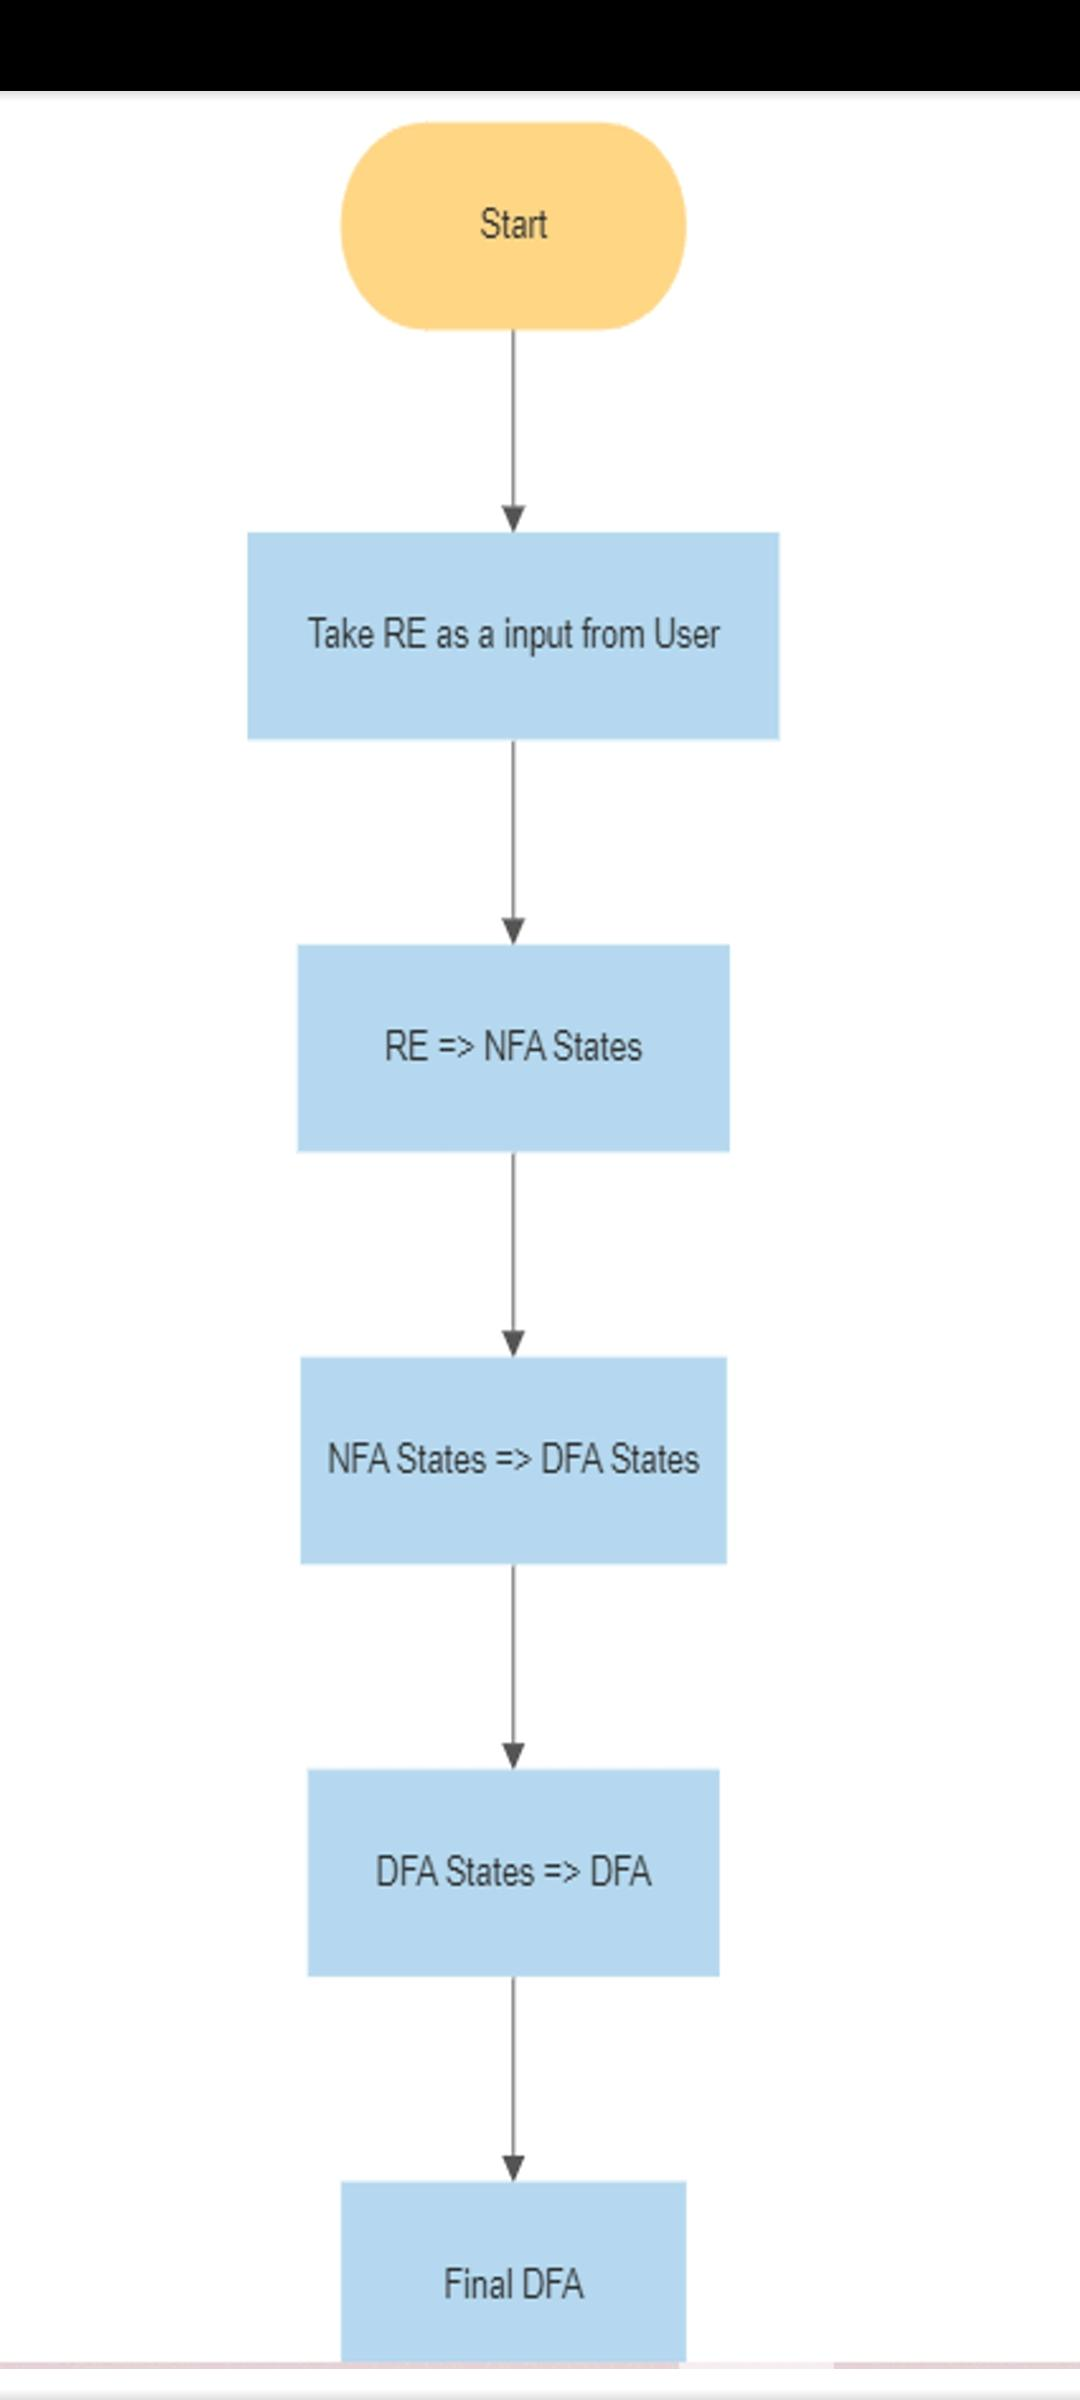 Start
Take RE as a input from User
RE => NFA States
NFA States => DFA States
DFA States => DFA
Final DFA